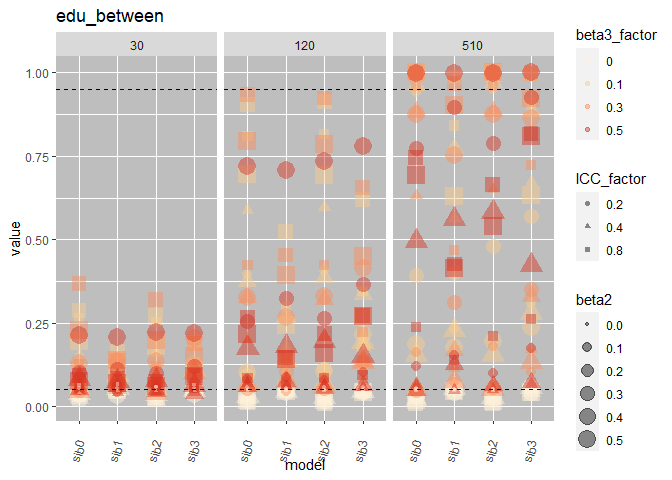 edu_between
30 120 510
1.00
0.75
0.50
0.25
0.00
value
sib0 sib1 sib2 sib3 sib0 sib1 sib2 sib3 sib0 sib1 sib2 sib3
model
beta3_factor
0
0.1
0.3
0.5
ICC_factor
0.2
0.4
0.8
beta2
0.0
0.1
0.2
0.3
0.4
0.5